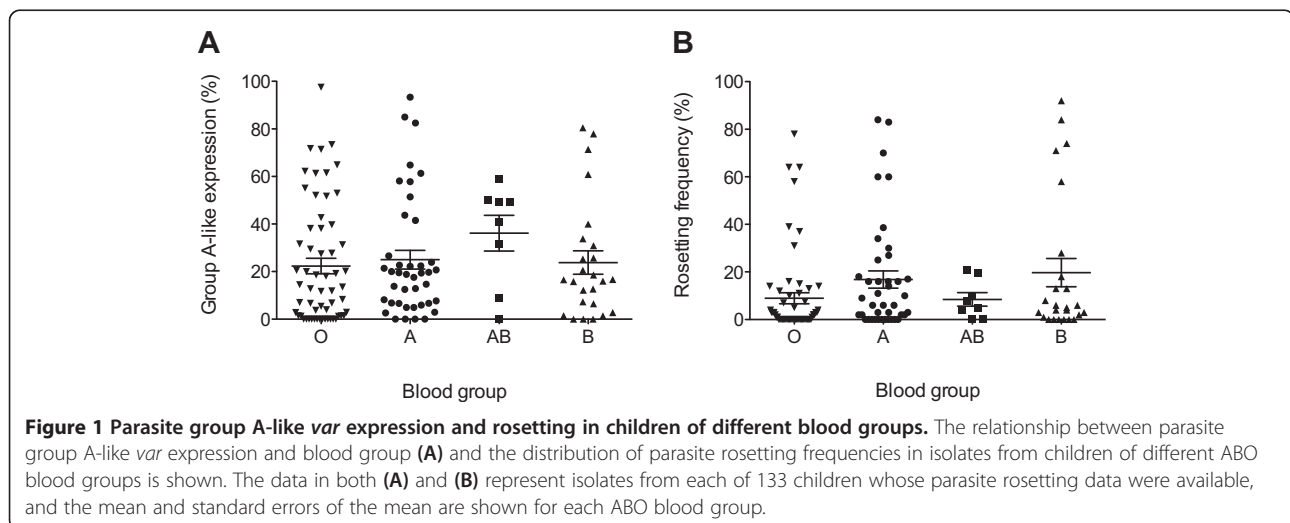 A
Group A-like expression (%)
100
80
60
40
20
0
O A AB B
Blood group
B
Rosetting frequency (%)
100
80
60
40
20
0
O A AB B
Blood group
Figure 1 Parasite group A-like var expression and rosetting in children of different blood groups. The relationship between parasite
group A-like var expression and blood group (A) and the distribution of parasite rosetting frequencies in isolates from children of different ABO
blood groups is shown. The data in both (A) and (B) represent isolates from each of 133 children whose parasite rosetting data were available,
and the mean and standard errors of the mean are shown for each ABO blood group.